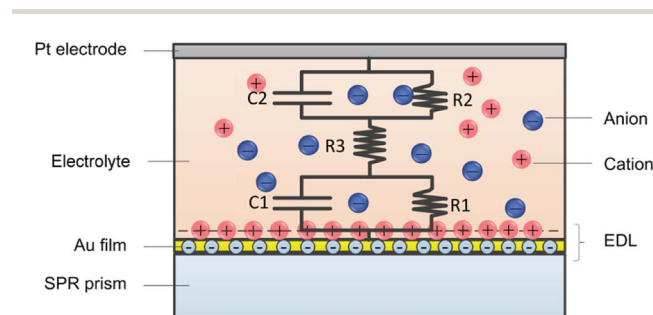 Pt electrode
C2
R2
Anion
R3
Electrolyte
Cation
C1
R1
Au film
EDL
SPR prism